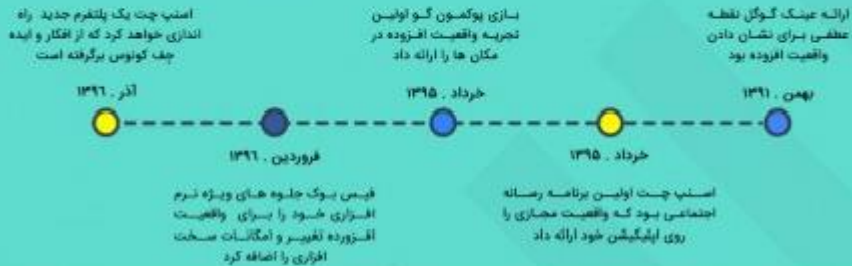 ارائه عینک گوگل نقطه
عطفی برای نشان دادن
واقعیت افزوده بود
بهمن . ۱۳۹۱
خرداد . ۱۳۹۵
اسنپ چت اولین برنامه رسانه
اجتماعی بود که واقعیت مجازی را
روی اپلیکیشن خود ارائه داد
بازی پوکمون گو اولین
تجربه واقعیت افزوده در
مکان ها را ارائه داد
خرداد . ۱۳۹۵
فروردین . ۱۳۹۶
فیس بوک جلوه های ویژه نرم
افزاری خود را برای واقعیت
افزورده تغییر و امکانات سخت
افزاری را اضافه کرد
اسنپ چت یک پلتفرم جدید راه
اندازی خواهد کرد که از افکار و ایده
جف کونوس برگرفته است
آذر . ۱۳۹۶